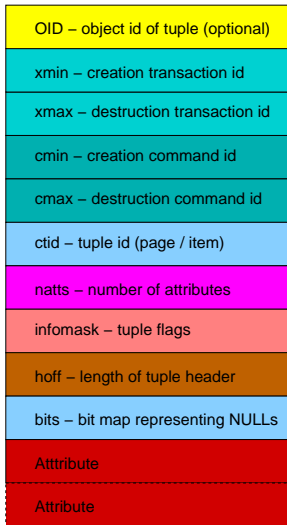 OID – object id of tuple (optional)
xmin – creation transaction id
xmax – destruction transaction id
cmin – creation command id
cmax – destruction command id
ctid – tuple id (page / item)
natts – number of attributes
infomask – tuple flags
hoff – length of tuple header
bits – bit map representing NULLs
Atttribute
Attribute